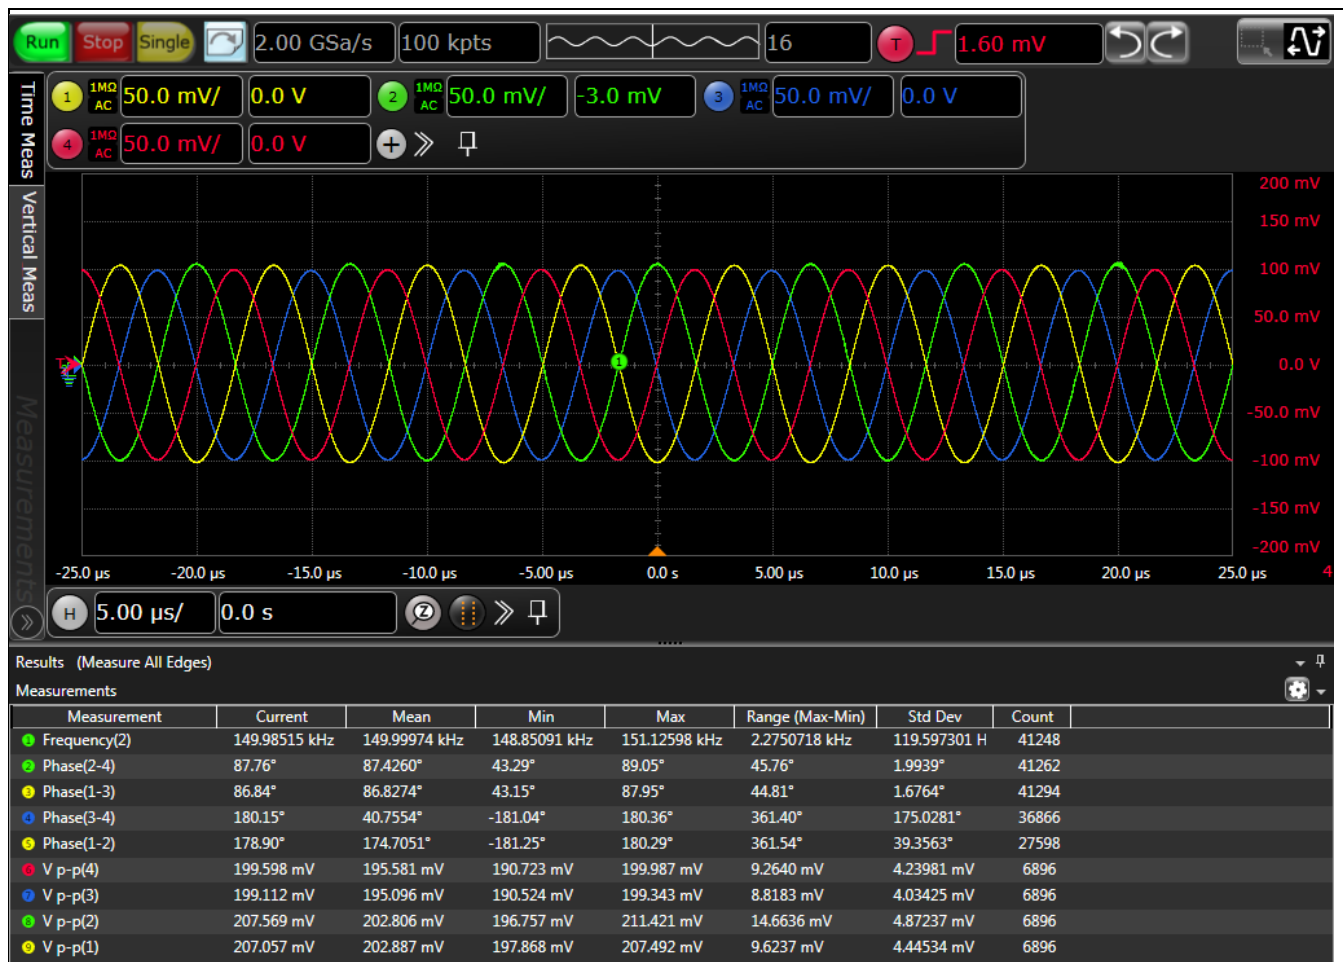 Run Stop Single 2.00 GSa/s 100 kpts 16 T 1.60 mV
Time Meas
Vertical Meas
Measurements
1 1MΩ AC 50.0 mV/ 0.0 V 2 1MΩ AC 50.0 mV/ -3.0 mV 3 1MΩ AC 50.0 mV/ 0.0 V
4 1MΩ AC 50.0 mV/ 0.0 V
200 mV
150 mV
100 mV
50.0 mV
0.0 V
-50.0 mV
-100 mV
-150 mV
-200 mV
T
1
-25.0 µs -20.0 µs -15.0 µs -10.0 µs -5.00 µs 0.0 s 5.00 µs 10.0 µs 15.0 µs 20.0 µs 25.0 µs 4
H 5.00 µs/ 0.0 s Z
Results (Measure All Edges)
Measurements
Measurement Current Mean Min Max Range (Max-Min) Std Dev Count
1 Frequency(2) 149.98515 kHz 149.99974 kHz 148.85091 kHz 151.12598 kHz 2.2750718 kHz 119.597301 H 41248
2 Phase(2-4) 87.76° 87.4260° 43.29° 89.05° 45.76° 1.9939° 41262
3 Phase(1-3) 86.84° 86.8274° 43.15° 87.95° 44.81° 1.6764° 41294
4 Phase(3-4) 180.15° 40.7554° -181.04° 180.36° 361.40° 175.0281° 36866
5 Phase(1-2) 178.90° 174.7051° -181.25° 180.29° 361.54° 39.3563° 27598
6 V p-p(4) 199.598 mV 195.581 mV 190.723 mV 199.987 mV 9.2640 mV 4.23981 mV 6896
7 V p-p(3) 199.112 mV 195.096 mV 190.524 mV 199.343 mV 8.8183 mV 4.03425 mV 6896
8 V p-p(2) 207.569 mV 202.806 mV 196.757 mV 211.421 mV 14.6636 mV 4.87237 mV 6896
9 V p-p(1) 207.057 mV 202.887 mV 197.868 mV 207.492 mV 9.6237 mV 4.44534 mV 6896